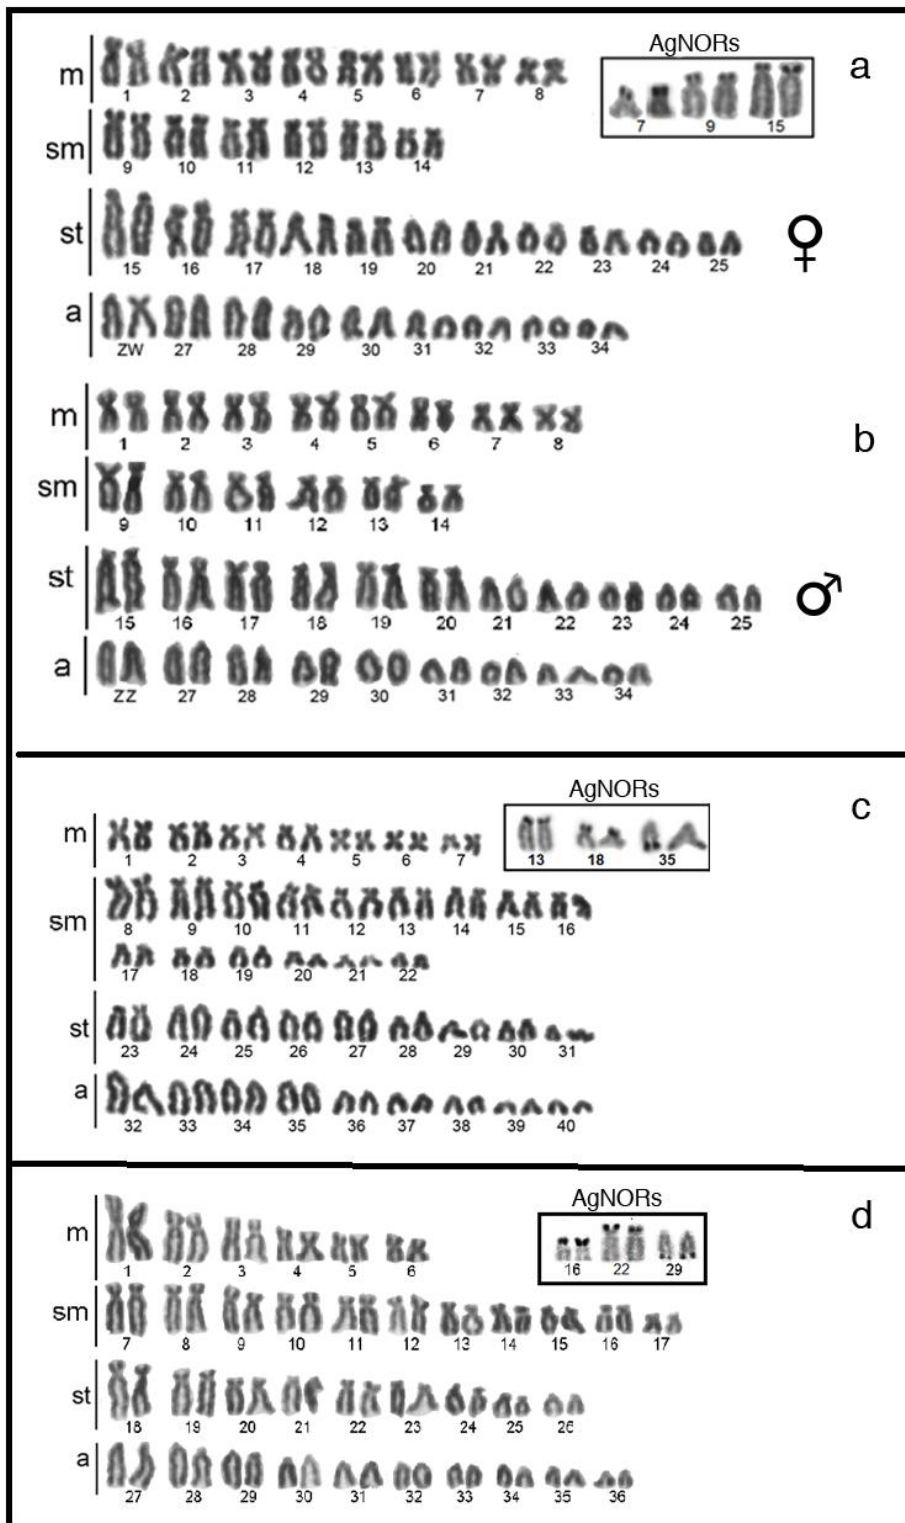 AgNORs
a
m
1 2 3 4 5 6 7 8
7 9 15
sm
9 10 11 12 13 14
st
15 16 17 18 19 20 21 22 23 24 25
♀
a
ZW 27 28 29 30 31 32 33 34
m
1 2 3 4 5 6 7 8
b
sm
9 10 11 12 13 14
st
15 16 17 18 19 20 21 22 23 24 25
♂
a
ZZ 27 28 29 30 31 32 33 34
AgNORs
c
m
1 2 3 4 5 6 7
13 18 35
sm
8 9 10 11 12 13 14 15 16
17 18 19 20 21 22
st
23 24 25 26 27 28 29 30 31
a
32 33 34 35 36 37 38 39 40
AgNORs
d
m
1 2 3 4 5 6
16 22 29
sm
7 8 9 10 11 12 13 14 15 16 17
st
18 19 20 21 22 23 24 25 26
a
27 28 29 30 31 32 33 34 35 36